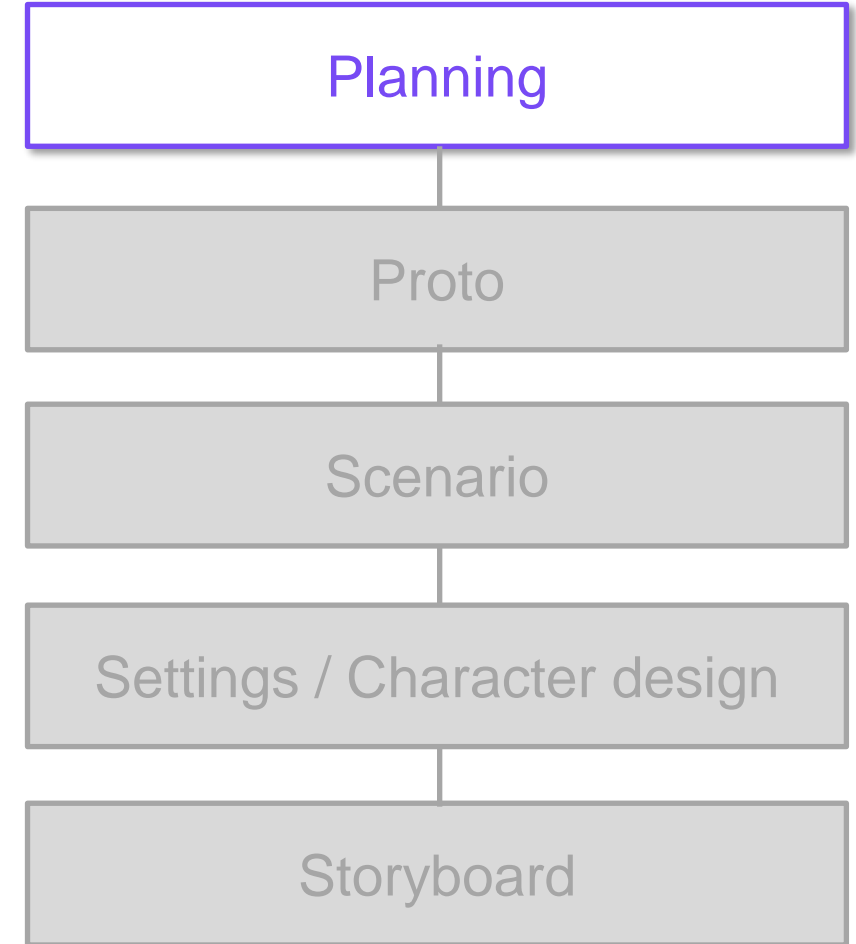 Planning
Proto
Scenario
Settings / Character design
Storyboard